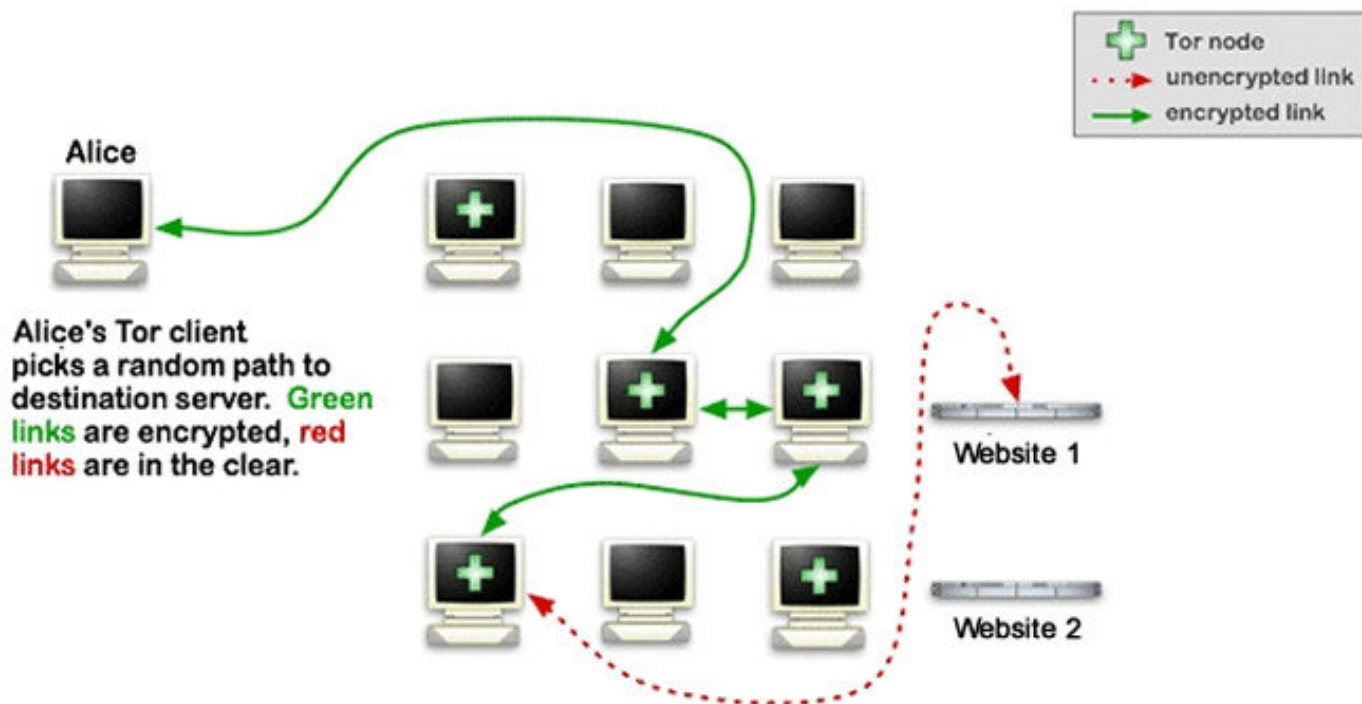 Tor node
unencrypted link
encrypted link
Alice
Alice's Tor client
picks a random path to
destination server. Green
links are encrypted, red
links are in the clear.
Website 1
Website 2